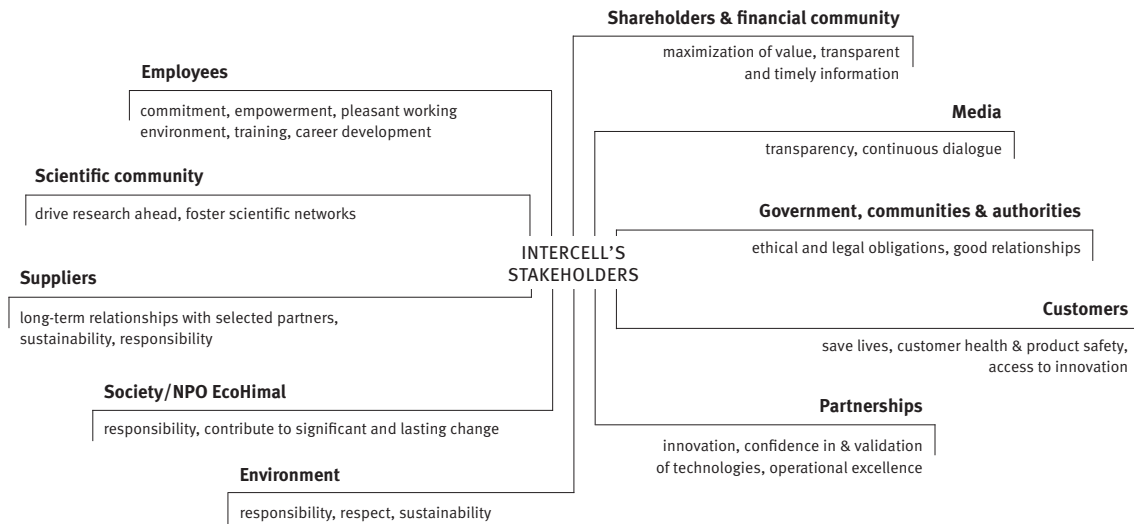 Shareholders & financial community
maximization of value, transparent
and timely information
Employees
commitment, empowerment, pleasant working
environment, training, career development
Media
transparency, continuous dialogue
Scientific community
drive research ahead, foster scientific networks
Government, communities & authorities
ethical and legal obligations, good relationships
INTERCELL’S
STAKEHOLDERS
Suppliers
long-term relationships with selected partners,
sustainability, responsibility
Customers
save lives, customer health & product safety,
access to innovation
Society/NPO EcoHimal
responsibility, contribute to significant and lasting change
Partnerships
innovation, confidence in & validation
of technologies, operational excellence
Environment
responsibility, respect, sustainability